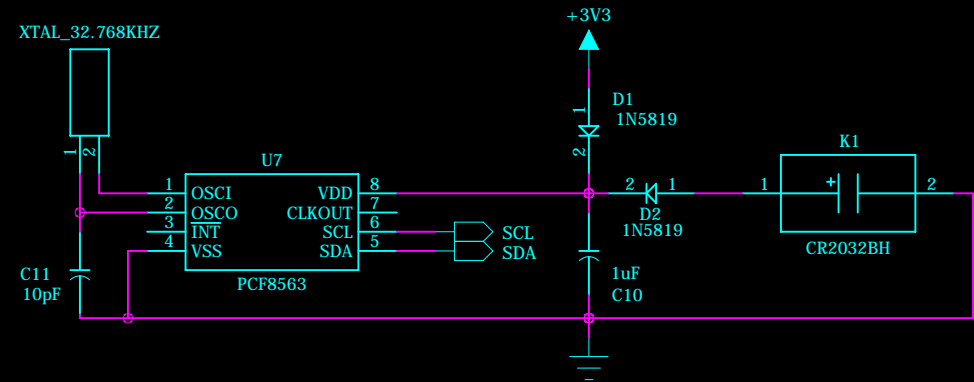 +3V3
XTAL_32.768KHZ
D1
1
1N5819
2
K1
1 2
U7
1 OSCI VDD 8
2 OSCO CLKOUT 7
3 INT SCL 6
4 VSS SDA 5
SCL
SDA
PCF8563
2 1
D2
1N5819
1 + 2
CR2032BH
C11
10pF
1uF
C10